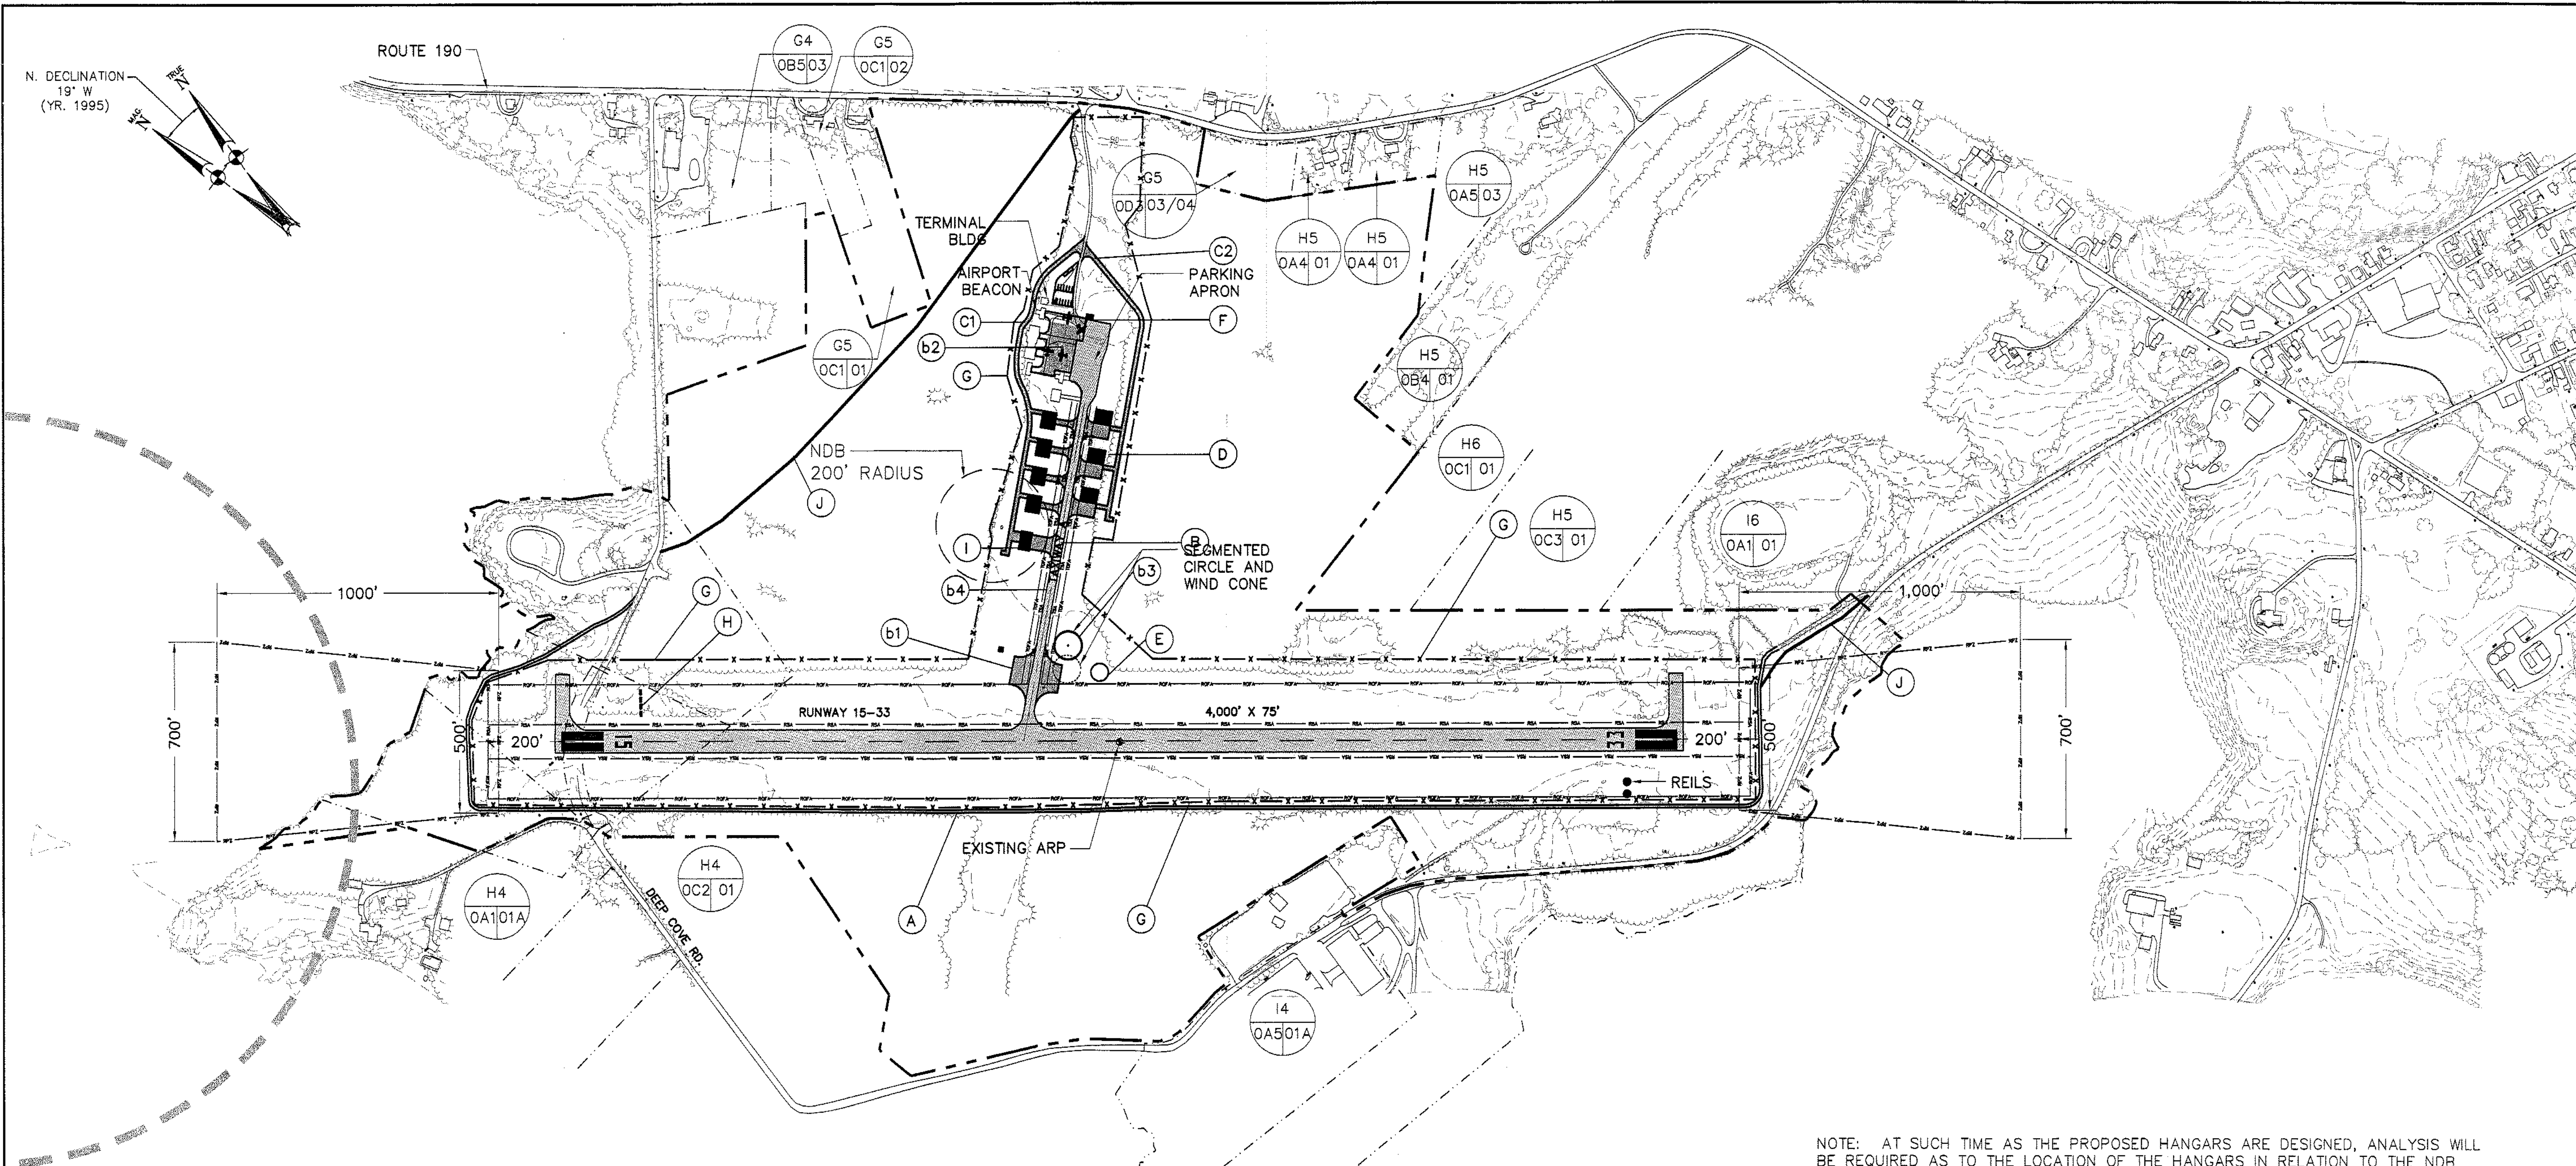 N. DECLINATION
19° W
(YR. 1995)
TRUE
N
MAG.
N
ROUTE 190
G4
0B5 03
G5
0C1 02
G5
0D3 03/04
H5
0A5 03
H5
0A4 01
H5
0A4 01
TERMINAL
BLDG
AIRPORT
BEACON
C2
PARKING
APRON
C1
F
b2
G
G5
0C1 01
H5
0B4 01
NDB
200' RADIUS
D
J
H6
0C1 01
G
H5
0C3 01
I6
0A1 01
I
TAXIWAY
B
SEGMENTED
CIRCLE AND
WIND CONE
b3
b4
1000'
1,000'
G
H
b1
E
J
700'
500'
200'
15
RUNWAY 15-33
4,000' X 75'
33
200'
500'
700'
REILS
EXISTING ARP
A
G
H4
0A1 01A
H4
0C2 01
DEEP COVE RD.
I4
0A5 01A
NOTE: AT SUCH TIME AS THE PROPOSED HANGARS ARE DESIGNED, ANALYSIS WILL
BE REQUIRED AS TO THE LOCATION OF THE HANGARS IN RELATION TO THE NDB